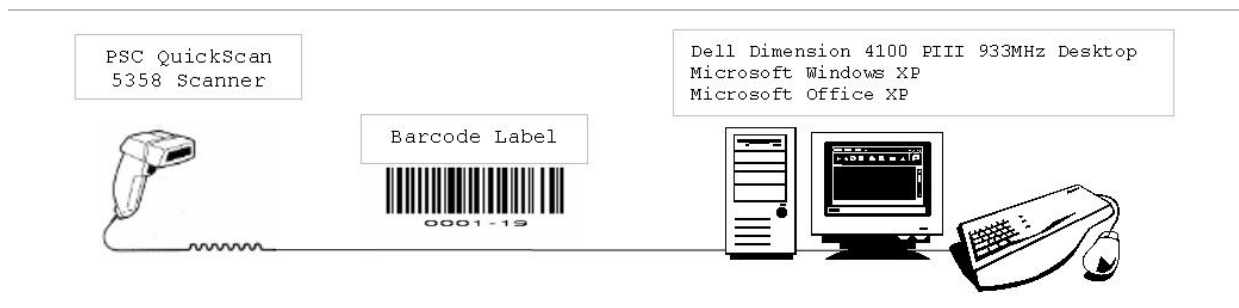 PSC QuickScan
5358 Scanner
Dell Dimension 4100 PIII 933MHz Desktop
Microsoft Windows XP
Microsoft Office XP
Barcode Label
0001-19